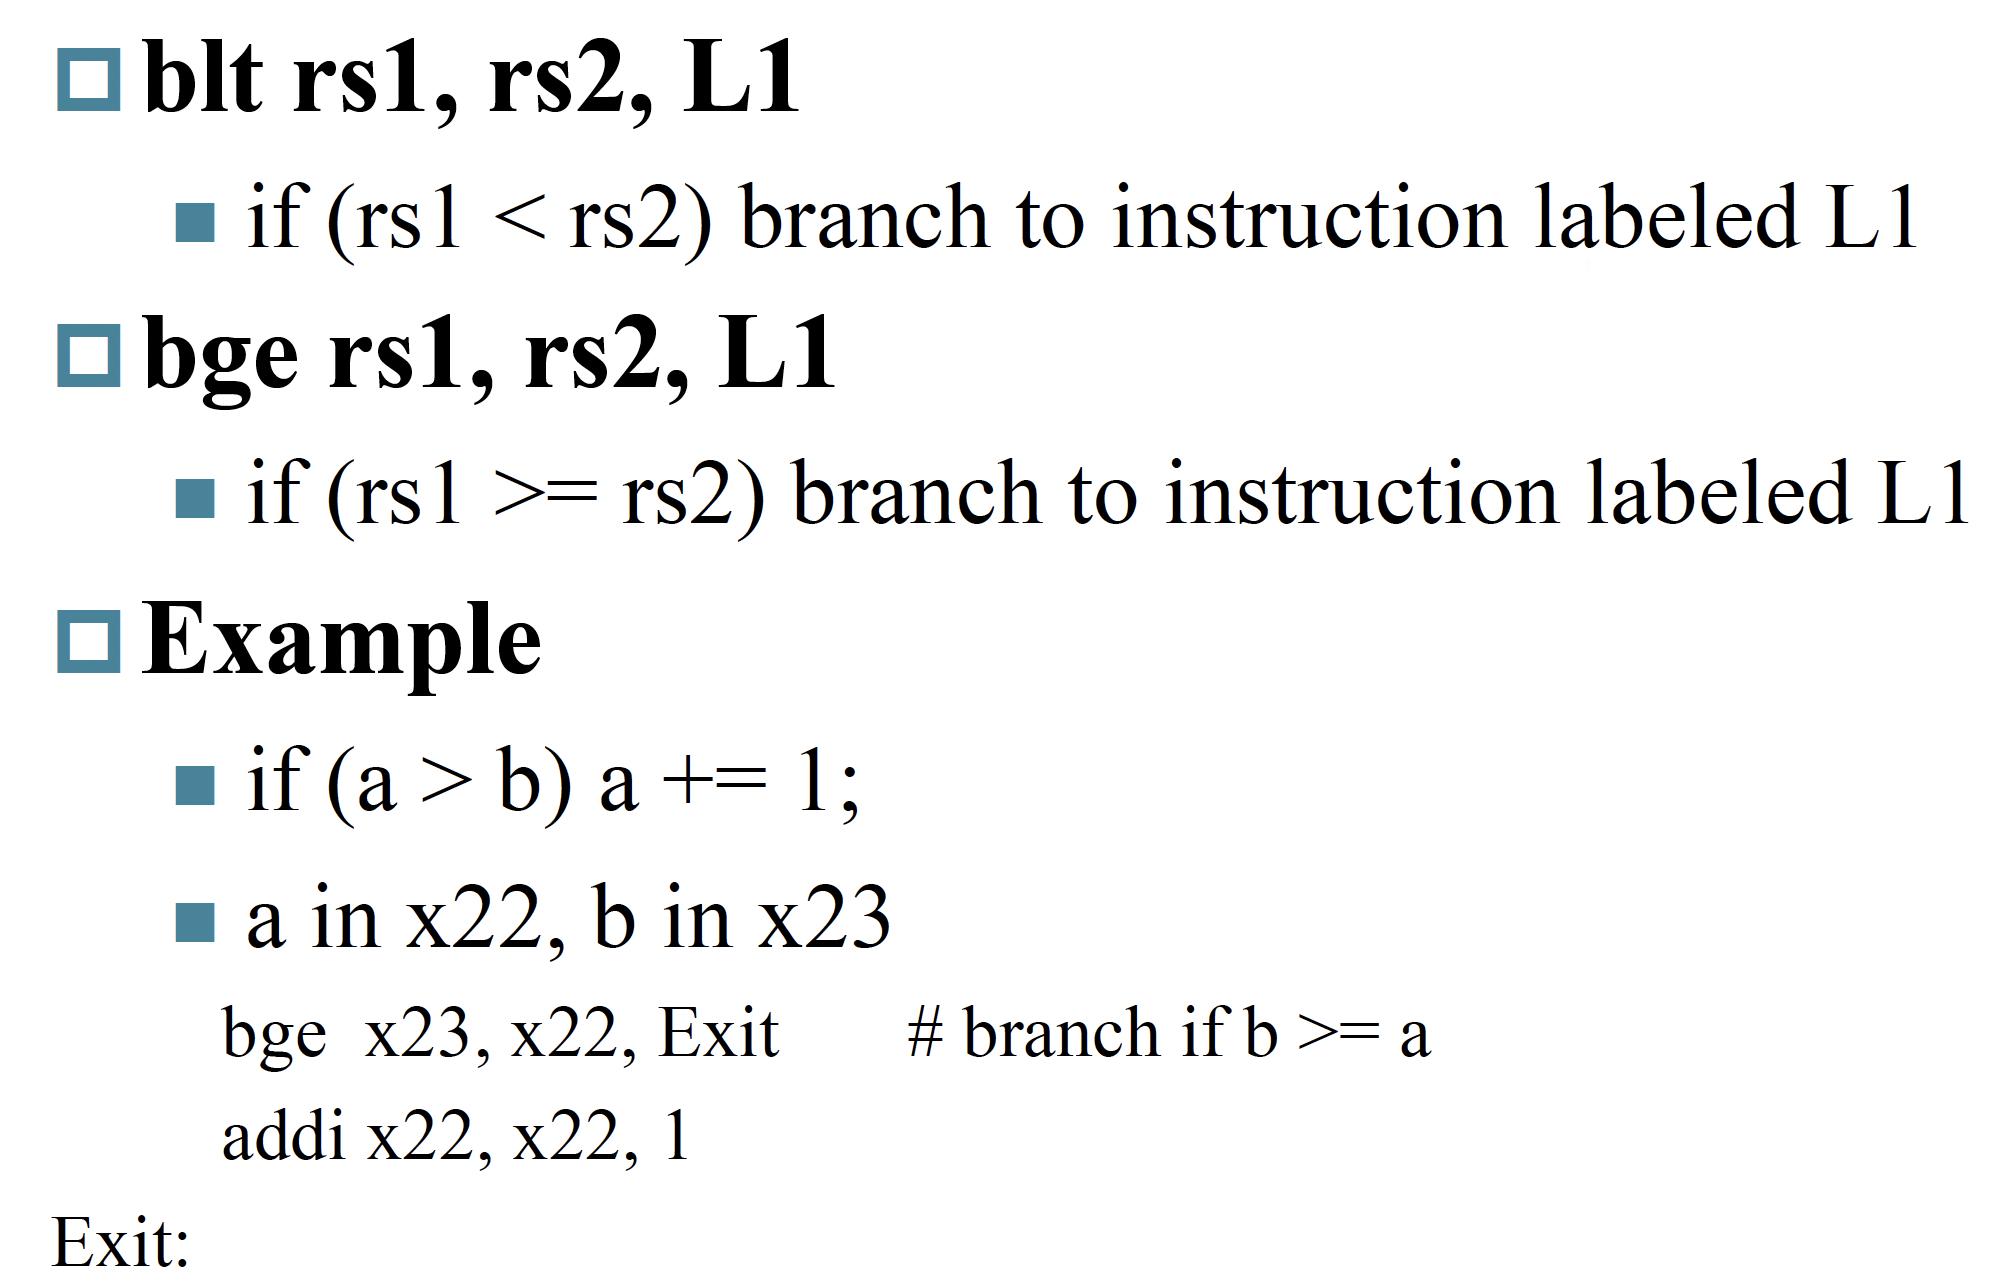 blt rs1, rs2, L1
if (rs1 < rs2) branch to instruction labeled L1
bge rs1, rs2, L1
if (rs1 >= rs2) branch to instruction labeled L1
Example
if (a > b) a += 1;
a in x22, b in x23
bge x23, x22, Exit # branch if b >= a
addi x22, x22, 1
Exit: